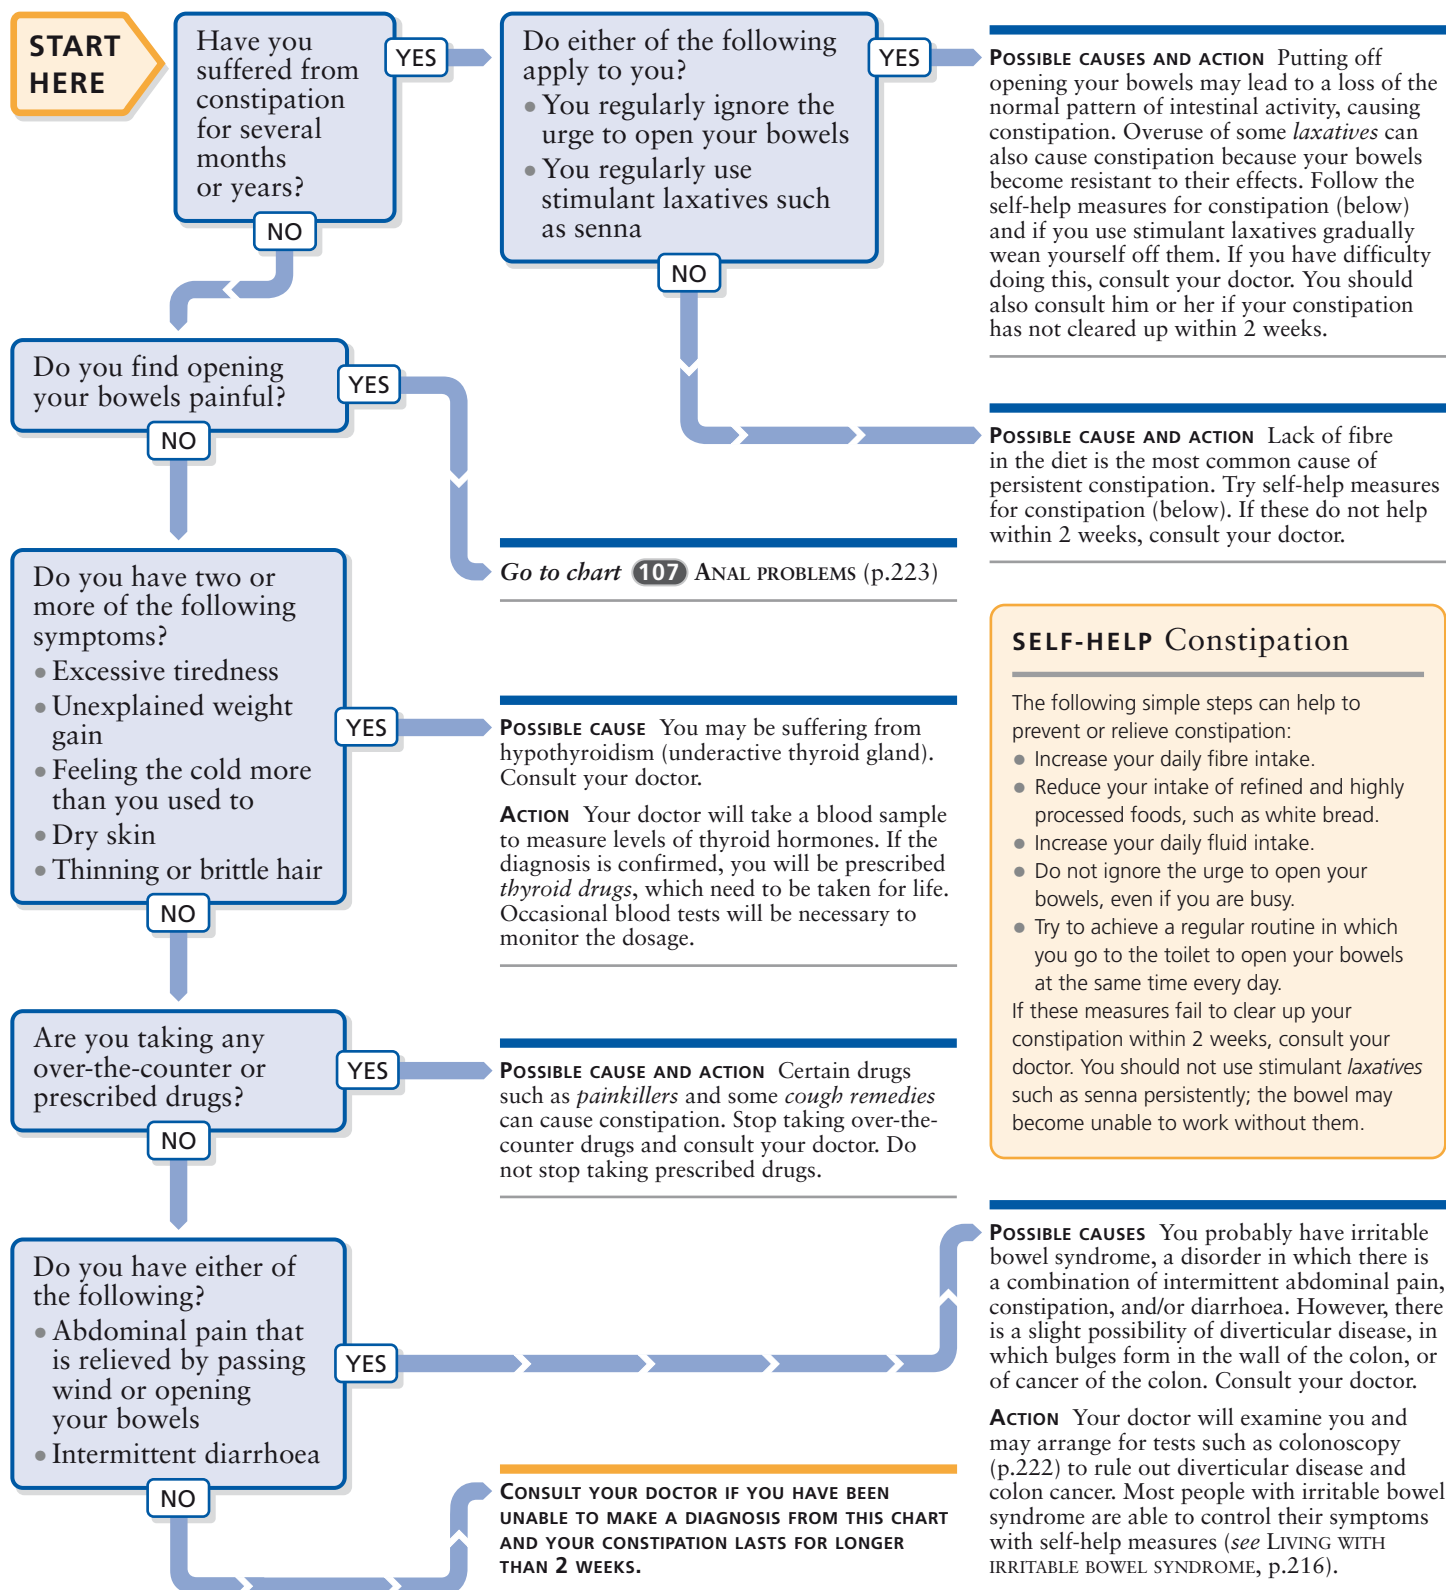 START
HERE
Have you
suffered from
constipation
for several
months
or years?
YES
NO
Do either of the following
apply to you?
• You regularly ignore the
urge to open your bowels
• You regularly use
stimulant laxatives such
as senna
YES
NO
POSSIBLE CAUSES AND ACTION Putting off
opening your bowels may lead to a loss of the
normal pattern of intestinal activity, causing
constipation. Overuse of some laxatives can
also cause constipation because your bowels
become resistant to their effects. Follow the
self-help measures for constipation (below)
and if you use stimulant laxatives gradually
wean yourself off them. If you have difficulty
doing this, consult your doctor. You should
also consult him or her if your constipation
has not cleared up within 2 weeks.
Do you find opening
your bowels painful?
YES
NO
POSSIBLE CAUSE AND ACTION Lack of fibre
in the diet is the most common cause of
persistent constipation. Try self-help measures
for constipation (below). If these do not help
within 2 weeks, consult your doctor.
Go to chart 107 ANAL PROBLEMS (p.223)
Do you have two or
more of the following
symptoms?
• Excessive tiredness
• Unexplained weight
gain
• Feeling the cold more
than you used to
• Dry skin
• Thinning or brittle hair
YES
NO
POSSIBLE CAUSE You may be suffering from
hypothyroidism (underactive thyroid gland).
Consult your doctor.
ACTION Your doctor will take a blood sample
to measure levels of thyroid hormones. If the
diagnosis is confirmed, you will be prescribed
thyroid drugs, which need to be taken for life.
Occasional blood tests will be necessary to
monitor the dosage.
SELF-HELP Constipation
The following simple steps can help to
prevent or relieve constipation:
• Increase your daily fibre intake.
• Reduce your intake of refined and highly
processed foods, such as white bread.
• Increase your daily fluid intake.
• Do not ignore the urge to open your
bowels, even if you are busy.
• Try to achieve a regular routine in which
you go to the toilet to open your bowels
at the same time every day.
If these measures fail to clear up your
constipation within 2 weeks, consult your
doctor. You should not use stimulant laxatives
such as senna persistently; the bowel may
become unable to work without them.
Are you taking any
over-the-counter or
prescribed drugs?
YES
NO
POSSIBLE CAUSE AND ACTION Certain drugs
such as painkillers and some cough remedies
can cause constipation. Stop taking over-the-
counter drugs and consult your doctor. Do
not stop taking prescribed drugs.
Do you have either of
the following?
• Abdominal pain that
is relieved by passing
wind or opening
your bowels
• Intermittent diarrhoea
YES
NO
POSSIBLE CAUSES You probably have irritable
bowel syndrome, a disorder in which there is
a combination of intermittent abdominal pain,
constipation, and/or diarrhoea. However, there
is a slight possibility of diverticular disease, in
which bulges form in the wall of the colon, or
of cancer of the colon. Consult your doctor.
ACTION Your doctor will examine you and
may arrange for tests such as colonoscopy
(p.222) to rule out diverticular disease and
colon cancer. Most people with irritable bowel
syndrome are able to control their symptoms
with self-help measures (see LIVING WITH
IRRITABLE BOWEL SYNDROME, p.216).
CONSULT YOUR DOCTOR IF YOU HAVE BEEN
UNABLE TO MAKE A DIAGNOSIS FROM THIS CHART
AND YOUR CONSTIPATION LASTS FOR LONGER
THAN 2 WEEKS.